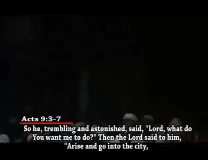 Acts 9:3-7
So he, trembling and astonished, said, "Lord, what do
You want me to do?" Then the Lord said to him,
"Arise and go into the city,